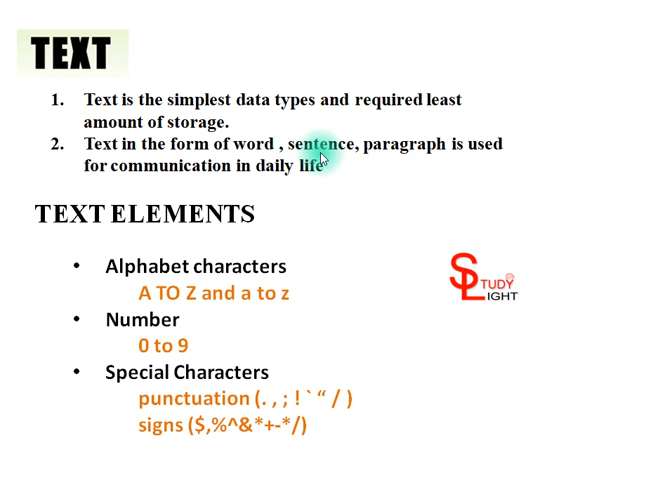 TEXT
1. Text is the simplest data types and required least
amount of storage.
2. Text in the form of word , sentence, paragraph is used
for communication in daily life
TEXT ELEMENTS
• Alphabet characters
A TO Z and a to z
• Number
0 to 9
• Special Characters
punctuation (. , ; ! ` “ / )
signs ($,%^&*+-*/)
STUDY
LIGHT